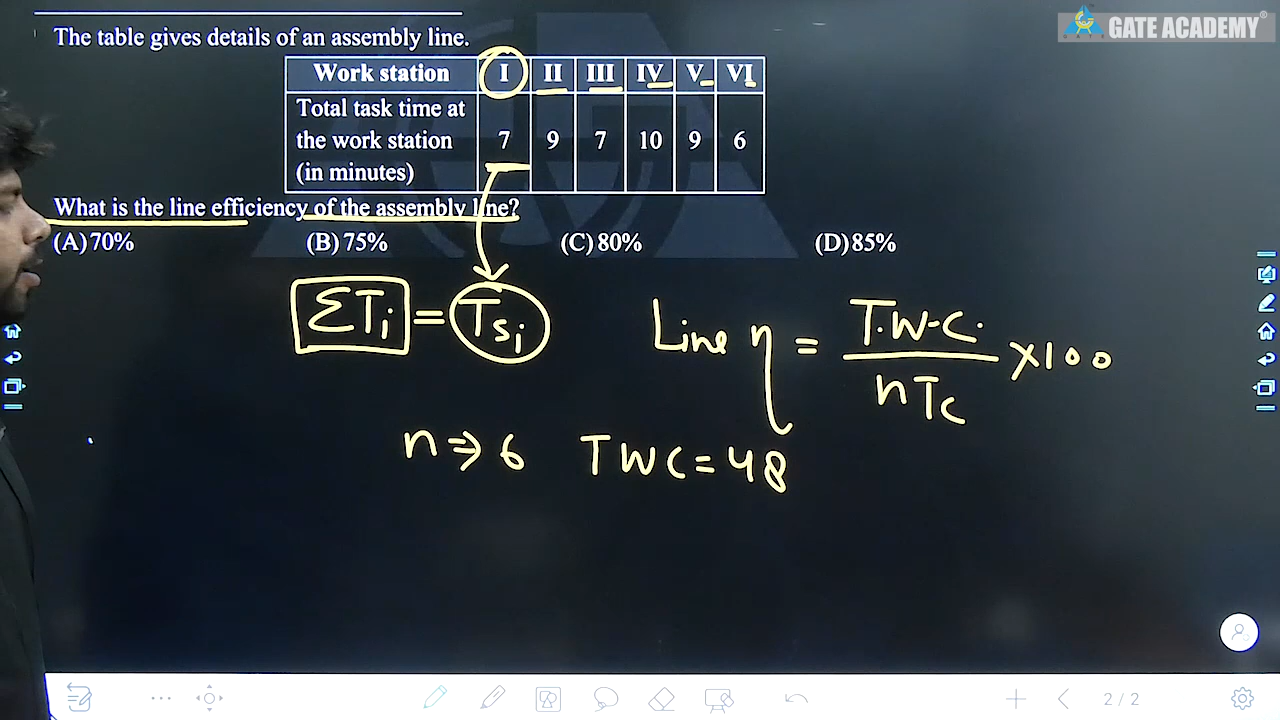 GATE ACADEMY®
The table gives details of an assembly line.
Work station I II III IV V VI
Total task time at
the work station 7 9 7 10 9 6
(in minutes)
What is the line efficiency of the assembly line?
(A) 70% (B) 75% (C) 80% (D) 85%
ΣTi = Tsi
Line η = T.W.C. / nTc × 100
n ⇒ 6 TWC = 48
2 / 2